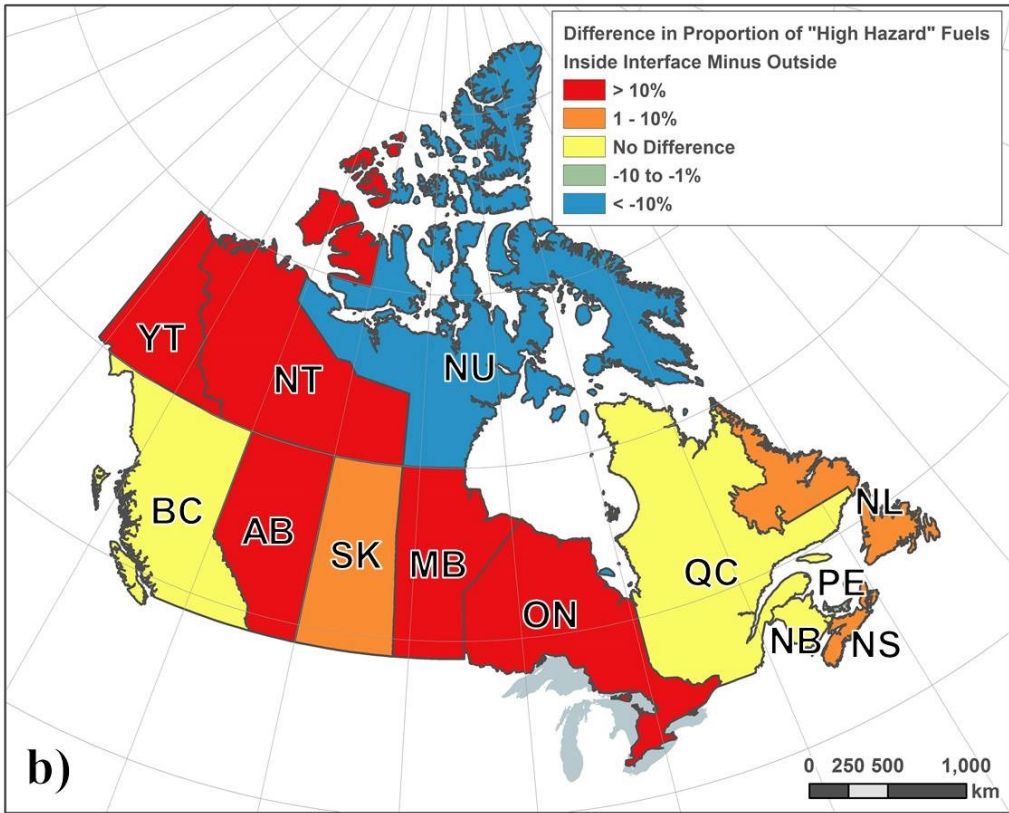 Difference in Proportion of "High Hazard" Fuels
Inside Interface Minus Outside
> 10%
1 - 10%
No Difference
-10 to -1%
< -10%
YT
NT
NU
BC
AB
SK
MB
ON
QC
NL
PE
NB
NS
b)
0 250 500 1,000
km